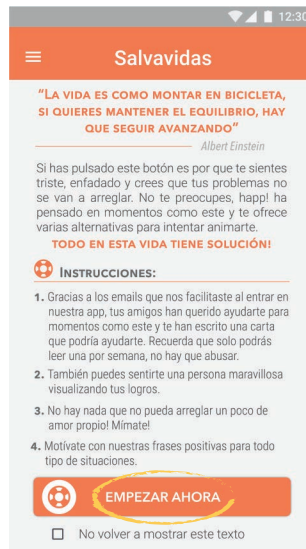 12:30
Salvavidas
"LA VIDA ES COMO MONTAR EN BICICLETA,
SI QUIERES MANTENER EL EQUILIBRIO, HAY
QUE SEGUIR AVANZANDO"
Albert Einstein
Si has pulsado este botón es por que te sientes
triste, enfadado y crees que tus problemas no
se van a arreglar. No te preocupes, happ! ha
pensado en momentos como este y te ofrece
varias alternativas para intentar animarte.
TODO EN ESTA VIDA TIENE SOLUCIÓN!
INSTRUCCIONES:
1. Gracias a los emails que nos facilitaste al entrar en
nuestra app, tus amigos han querido ayudarte para
momentos como este y te han escrito una carta
que podría ayudarte. Recuerda que solo podrás
leer una por semana, no hay que abusar.
2. También puedes sentirte una persona maravillosa
visualizando tus logros.
3. No hay nada que no pueda arreglar un poco de
amor propio! Mímate!
4. Motívate con nuestras frases positivas para todo
tipo de situaciones.
EMPEZAR AHORA
No volver a mostrar este texto